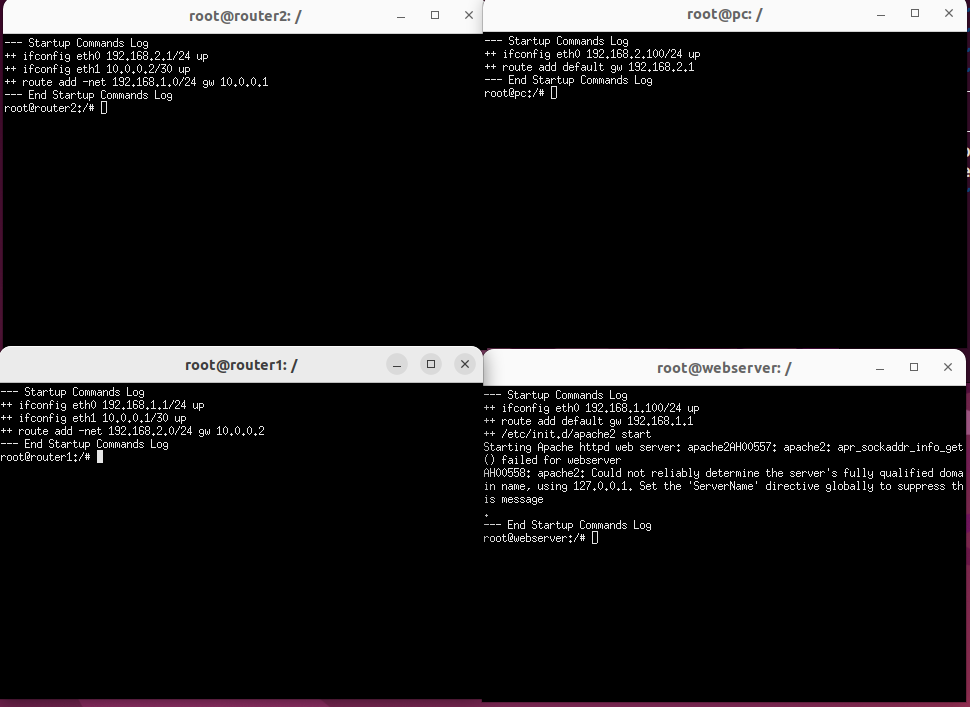 root@router2: /
--- Startup Commands Log
++ ifconfig eth0 192.168.2.1/24 up
++ ifconfig eth1 10.0.0.2/30 up
++ route add -net 192.168.1.0/24 gw 10.0.0.1
--- End Startup Commands Log
root@router2:/#
root@pc: /
--- Startup Commands Log
++ ifconfig eth0 192.168.2.100/24 up
++ route add default gw 192.168.2.1
--- End Startup Commands Log
root@pc:/#
root@router1: /
--- Startup Commands Log
++ ifconfig eth0 192.168.1.1/24 up
++ ifconfig eth1 10.0.0.1/30 up
++ route add -net 192.168.2.0/24 gw 10.0.0.2
--- End Startup Commands Log
root@router1:/#
root@webserver: /
--- Startup Commands Log
++ ifconfig eth0 192.168.1.100/24 up
++ route add default gw 192.168.1.1
++ /etc/init.d/apache2 start
Starting Apache httpd web server: apache2AH00557: apache2: apr_sockaddr_info_get
() failed for webserver
AH00558: apache2: Could not reliably determine the server's fully qualified doma
in name, using 127.0.0.1. Set the 'ServerName' directive globally to suppress th
is message
.
--- End Startup Commands Log
root@webserver:/#